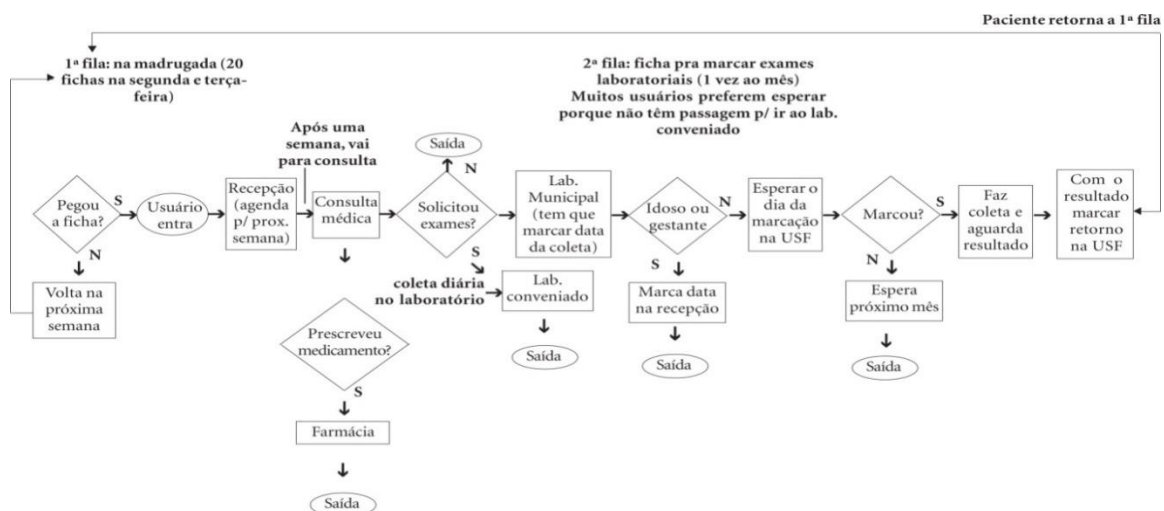 Paciente retorna a 1ª fila
1ª fila: na madrugada (20
fichas na segunda e terça-
feira)
2ª fila: ficha pra marcar exames
laboratoriais (1 vez ao mês)
Muitos usuários preferem esperar
porque não têm passagem p/ ir ao lab.
conveniado
Após uma
semana, vai
para consulta
Saída
N
Pegou
a ficha?
S
Usuário
entra
Recepção
(agenda
p/ prox.
semana)
Consulta
médica
Solicitou
exames?
Lab.
Municipal
(tem que
marcar data
da coleta)
Idoso ou
gestante
N
Esperar o
dia da
marcação
na USF
Marcou?
S
Faz
coleta e
aguarda
resultado
Com o
resultado
marcar
retorno
na USF
N
Volta na
próxima
semana
S
coleta diária
no laboratório
Lab.
conveniado
Saída
S
Marca data
na recepção
Saída
N
Espera
próximo mês
Saída
Prescreveu
medicamento?
S
Farmácia
Saída